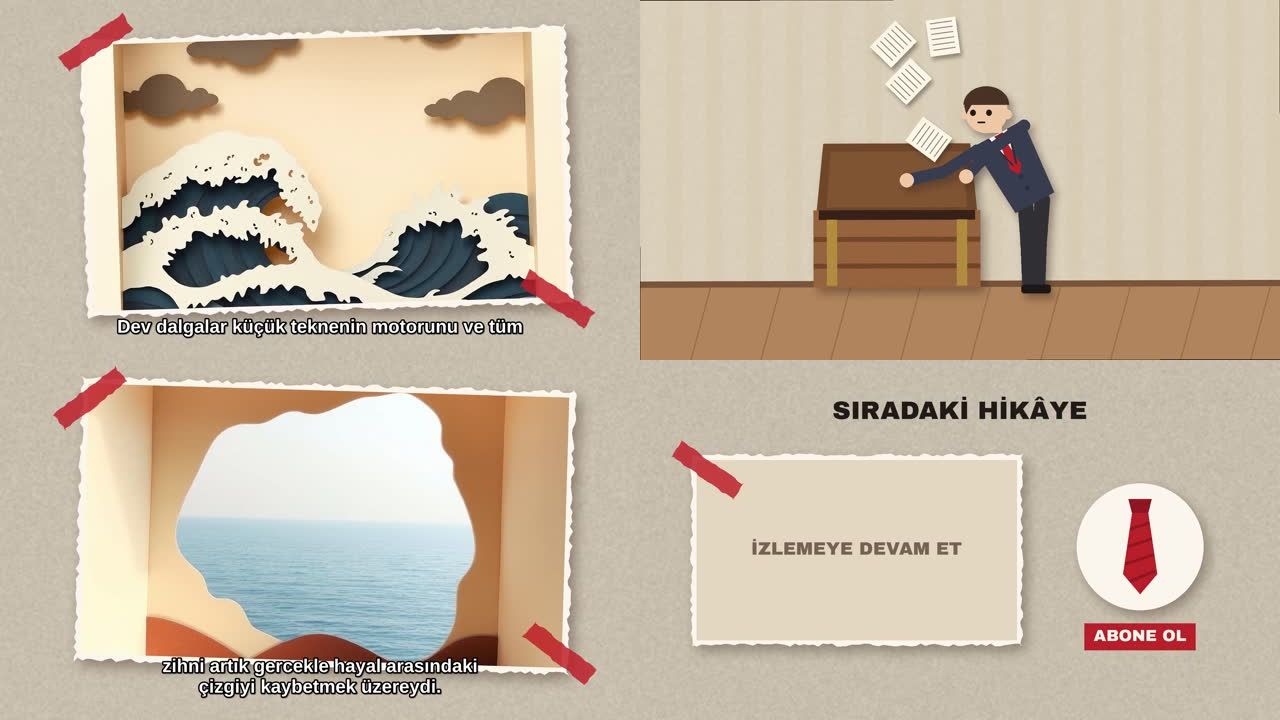 Dev dalgalar küçük teknenin motorunu ve tüm
zihni artık gerçekle hayal arasındaki
çizgiyi kaybetmek üzereydi.
SIRADAKİ HİKÂYE
İZLEMEYE DEVAM ET
ABONE OL